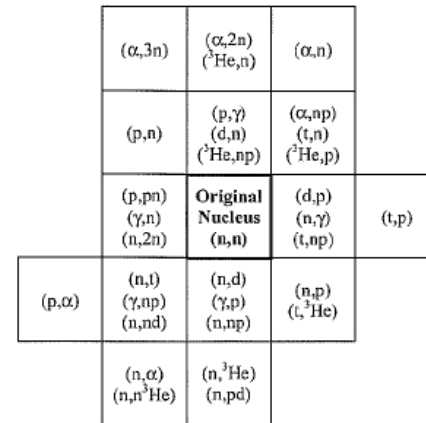 (α,3n)
(α,2n)
(³He,n)
(α,n)
(p,n)
(p,γ)
(d,n)
(³He,np)
(α,np)
(t,n)
(³He,p)
(p,pn)
(γ,n)
(n,2n)
Original
Nucleus
(n,n)
(d,p)
(n,γ)
(t,np)
(t,p)
(p,α)
(n,t)
(γ,np)
(n,nd)
(n,d)
(γ,p)
(n,np)
(n,p)
(t,³He)
(n,α)
(n,n³He)
(n,³He)
(n,pd)